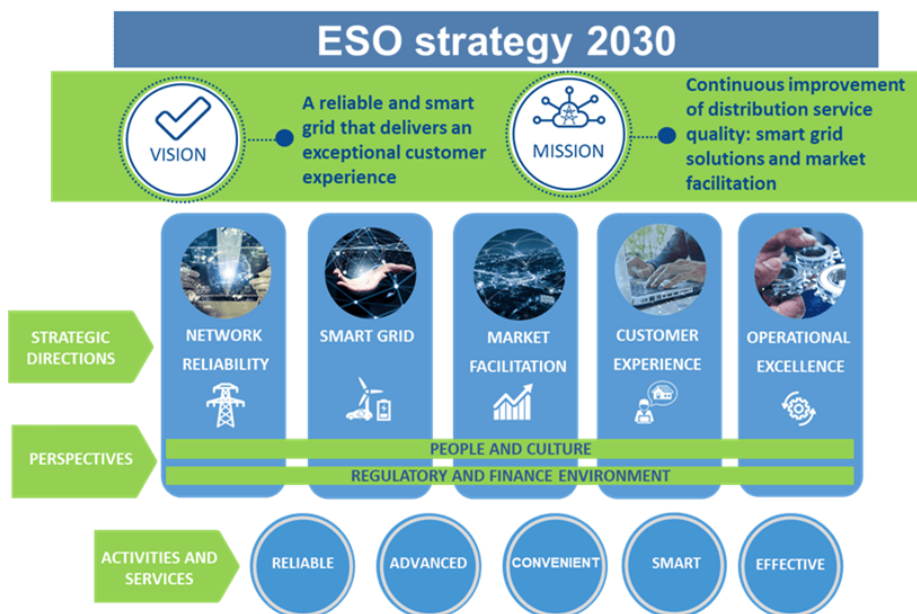 ESO strategy 2030
VISION
A reliable and smart
grid that delivers an
exceptional customer
experience
MISSION
Continuous improvement
of distribution service
quality: smart grid
solutions and market
facilitation
STRATEGIC
DIRECTIONS
NETWORK
RELIABILITY
SMART GRID
MARKET
FACILITATION
CUSTOMER
EXPERIENCE
OPERATIONAL
EXCELLENCE
PERSPECTIVES
PEOPLE AND CULTURE
REGULATORY AND FINANCE ENVIRONMENT
ACTIVITIES AND
SERVICES
RELIABLE
ADVANCED
CONVENIENT
SMART
EFFECTIVE